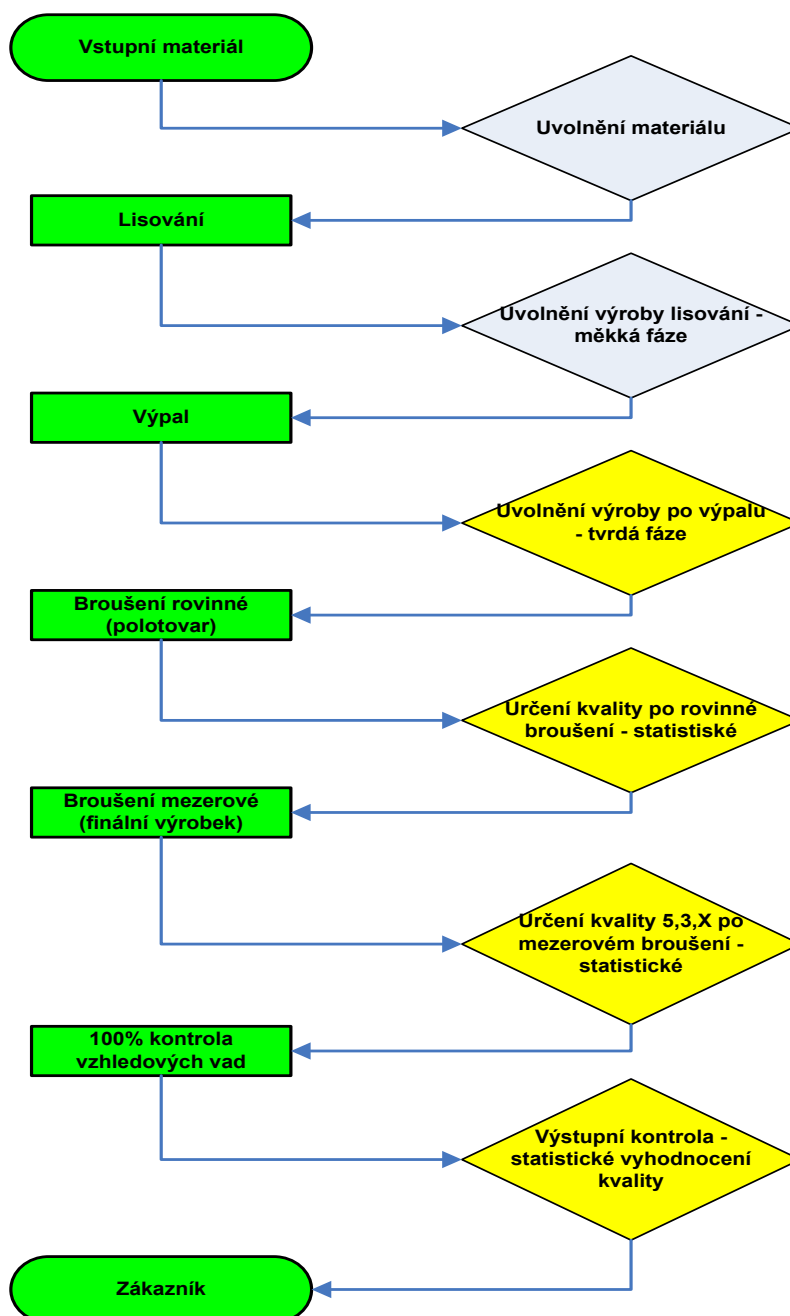 Vstupní materiál
Uvolnění materiálu
Lisování
Uvolnění výroby lisování -
měkká fáze
Výpal
Uvolnění výroby po výpalu
- tvrdá fáze
Broušení rovinné
(polotovar)
Určení kvality po rovinné
broušení - statistiské
Broušení mezerové
(finální výrobek)
Určení kvality 5,3,X po
mezerovém broušení -
statistické
100% kontrola
vzhledových vad
Výstupní kontrola -
statistické vyhodnocení
kvality
Zákazník